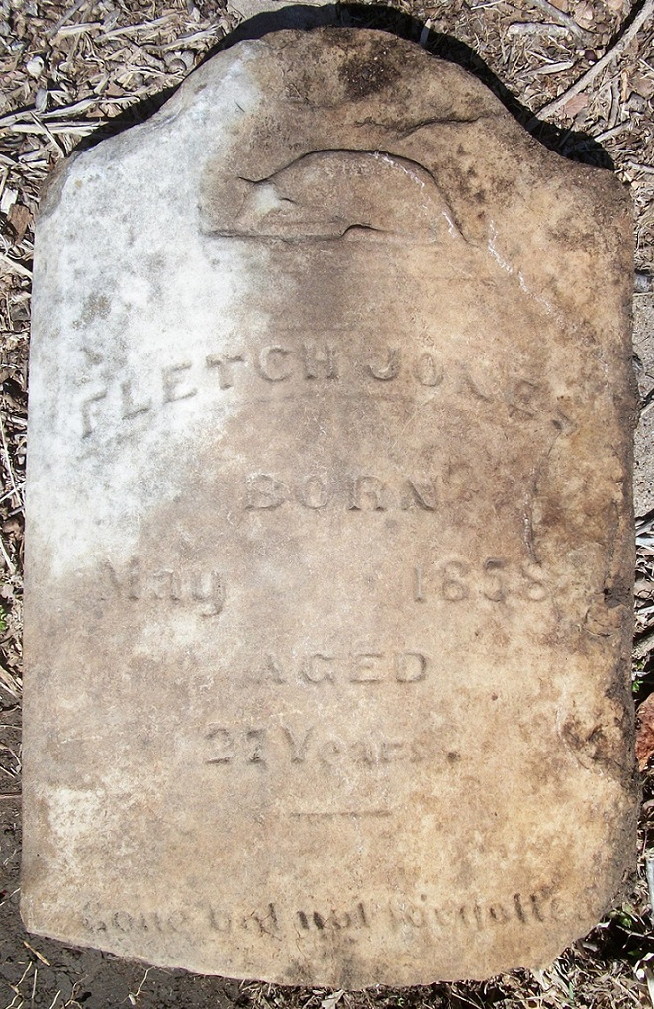 FLETCH JONES
BORN
May 1858
AGED
27 Years.
Gone but not forgotten